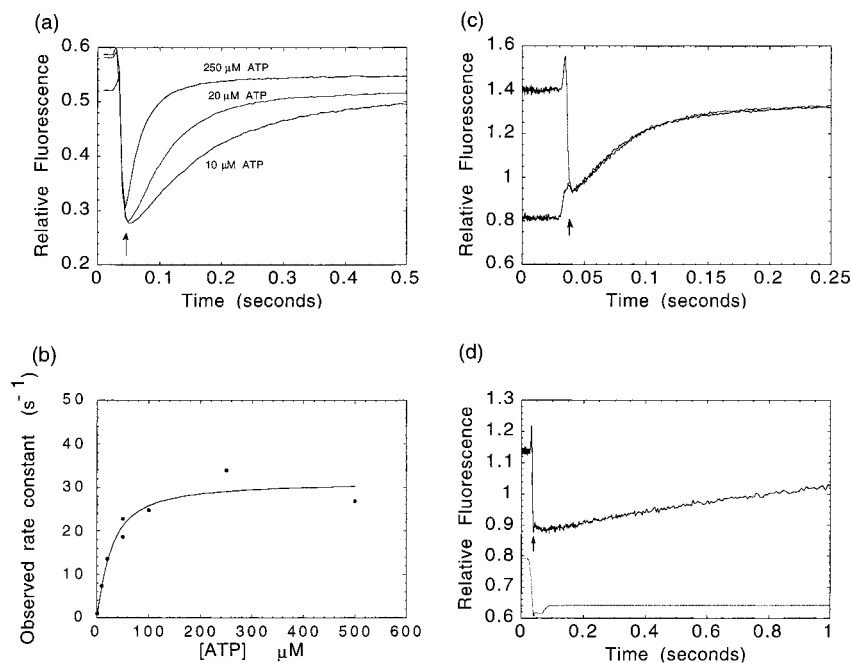 (a)
0.6
0.5
0.4
0.3
0.2
Relative Fluorescence
250 µM ATP
20 µM ATP
10 µM ATP
0 0.1 0.2 0.3 0.4 0.5
Time (seconds)
(c)
1.6
1.4
1.2
1
0.8
0.6
Relative Fluorescence
0 0.05 0.1 0.15 0.20 0.25
Time (seconds)
(b)
50
40
30
20
10
0
Observed rate constant (s⁻¹)
0 100 200 300 400 500 600
[ATP] µM
(d)
1.3
1.2
1.1
1
0.9
0.8
0.7
0.6
Relative Fluorescence
0 0.2 0.4 0.6 0.8 1
Time (seconds)